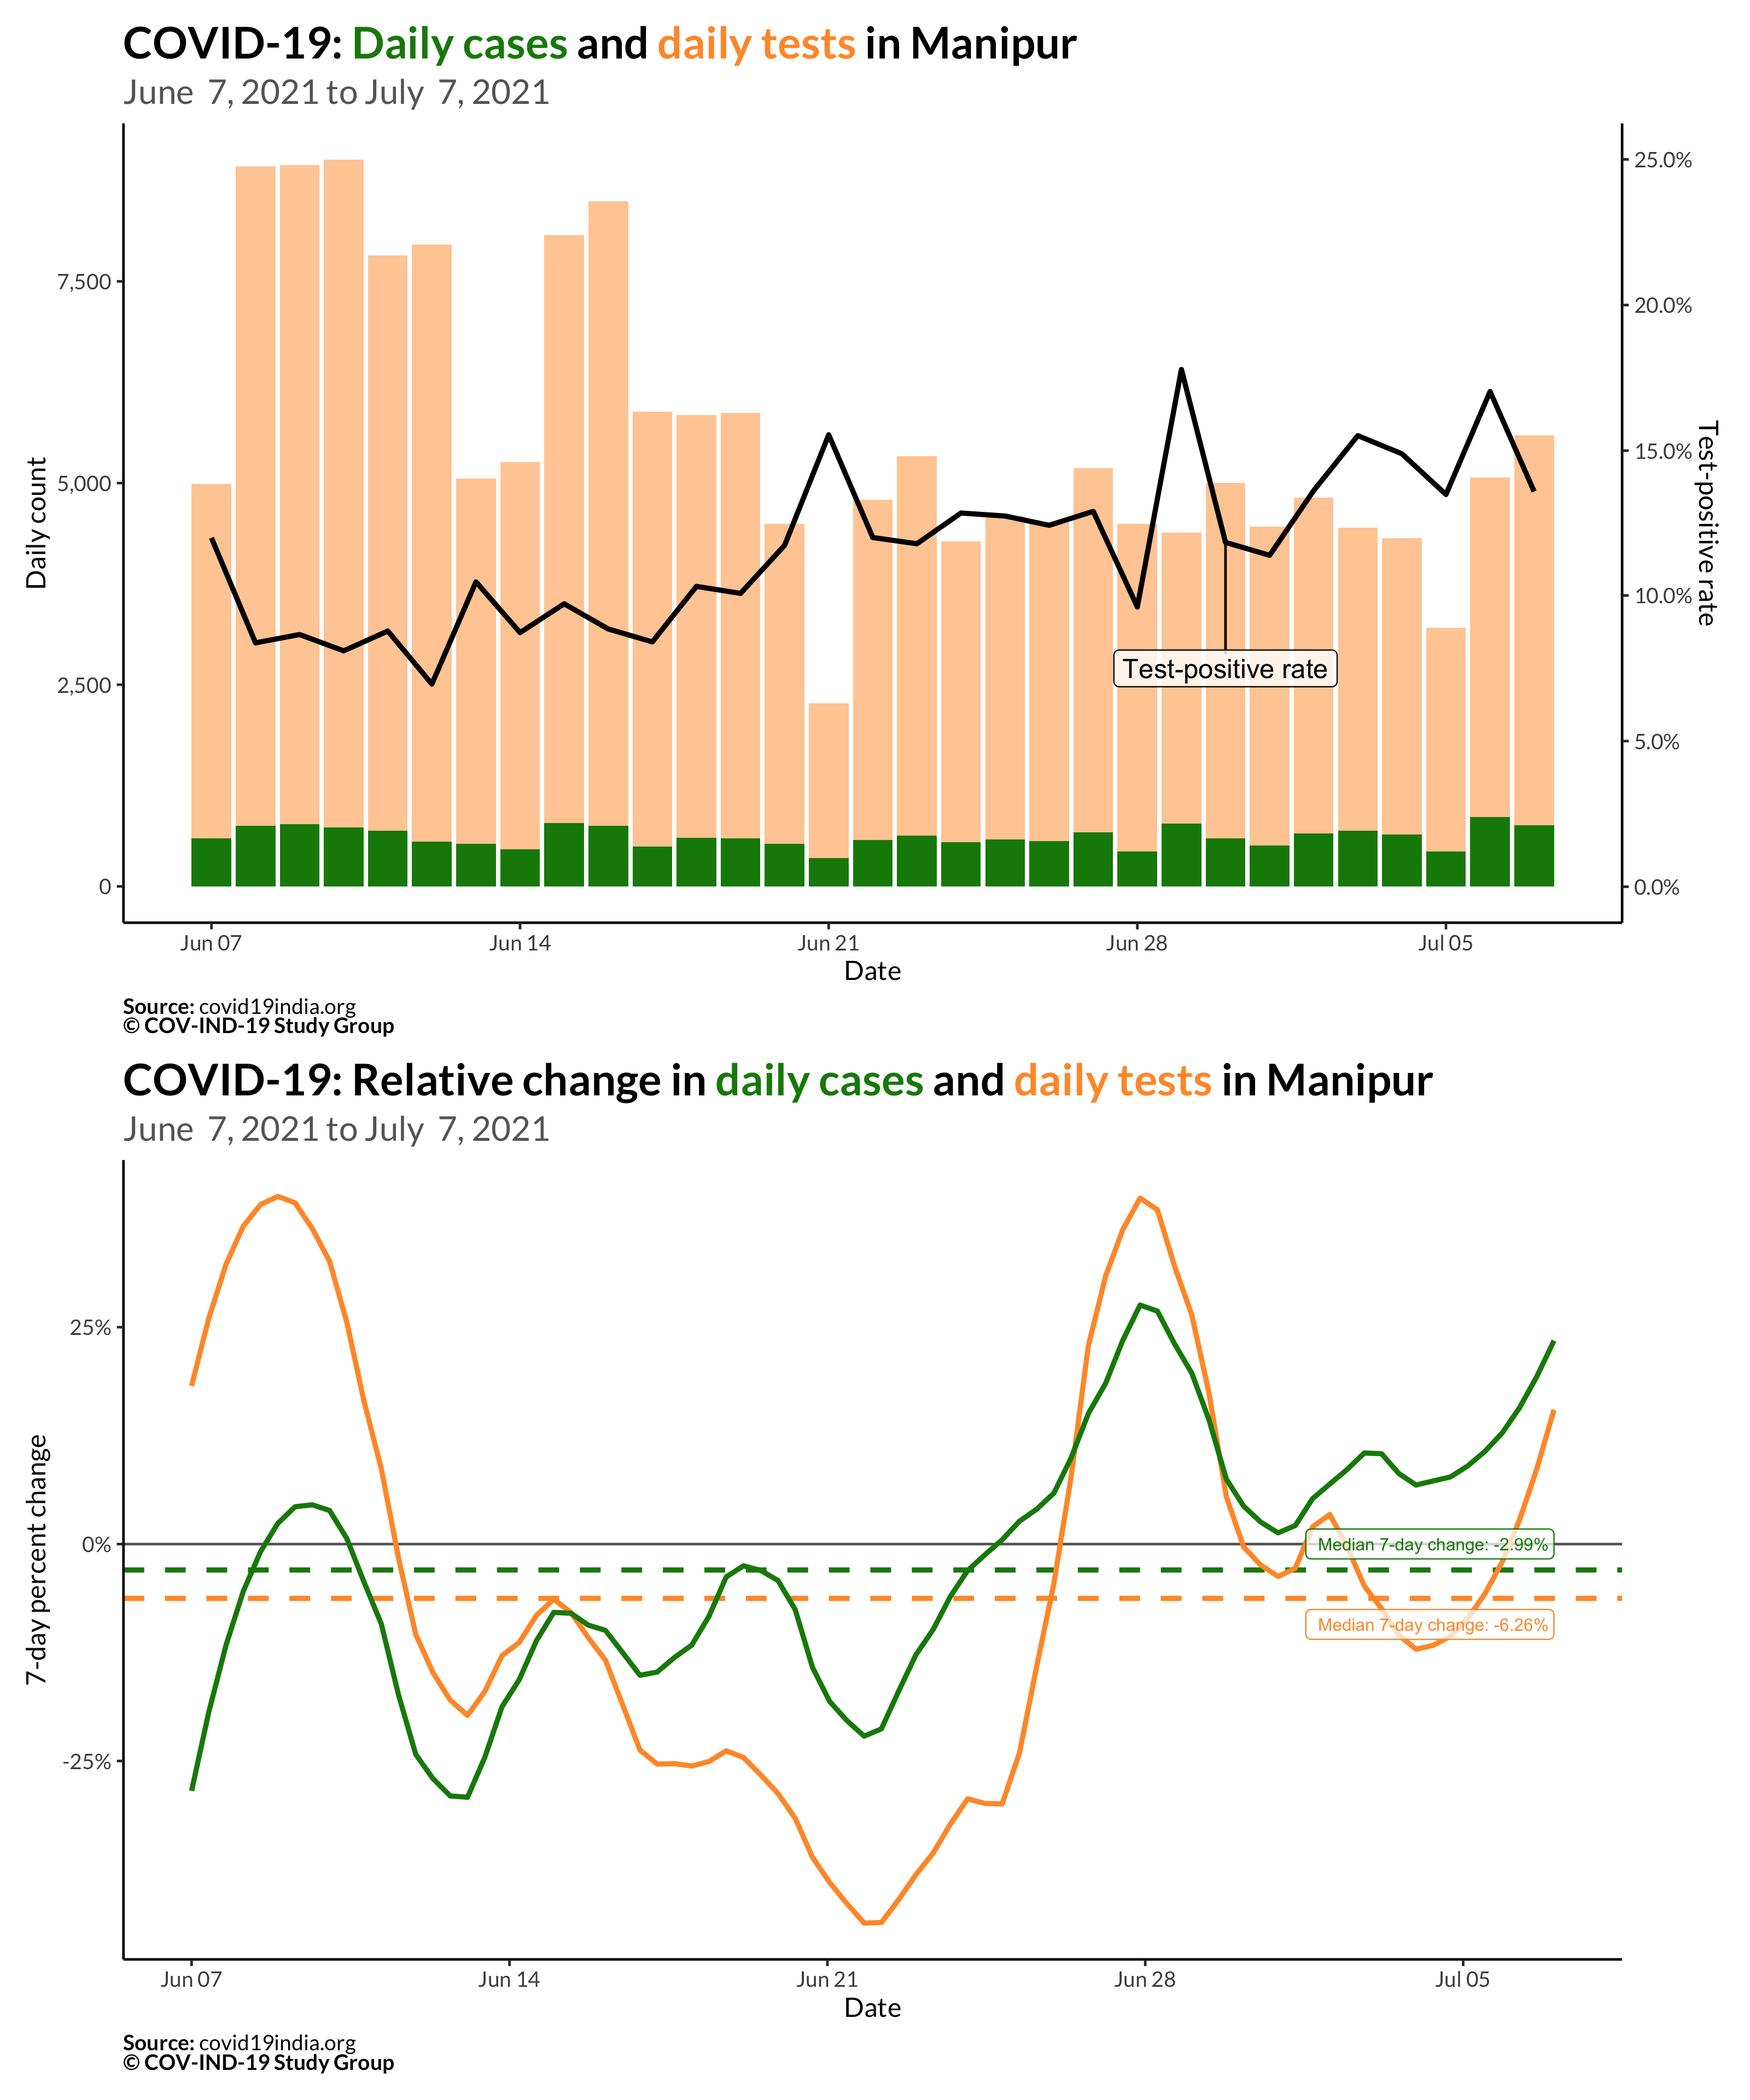 COVID-19: Daily cases and daily tests in Manipur
June  7, 2021 to July  7, 2021
Daily count
7,500
5,000
2,500
0
25.0%
20.0%
15.0%
10.0%
5.0%
0.0%
Test-positive rate
Test-positive rate
Jun 07
Jun 14
Jun 21
Jun 28
Jul 05
Date
Source: covid19india.org
© COV-IND-19 Study Group
COVID-19: Relative change in daily cases and daily tests in Manipur
June  7, 2021 to July  7, 2021
7-day percent change
25%
0%
-25%
Median 7-day change: -2.99%
Median 7-day change: -6.26%
Jun 07
Jun 14
Jun 21
Jun 28
Jul 05
Date
Source: covid19india.org
© COV-IND-19 Study Group